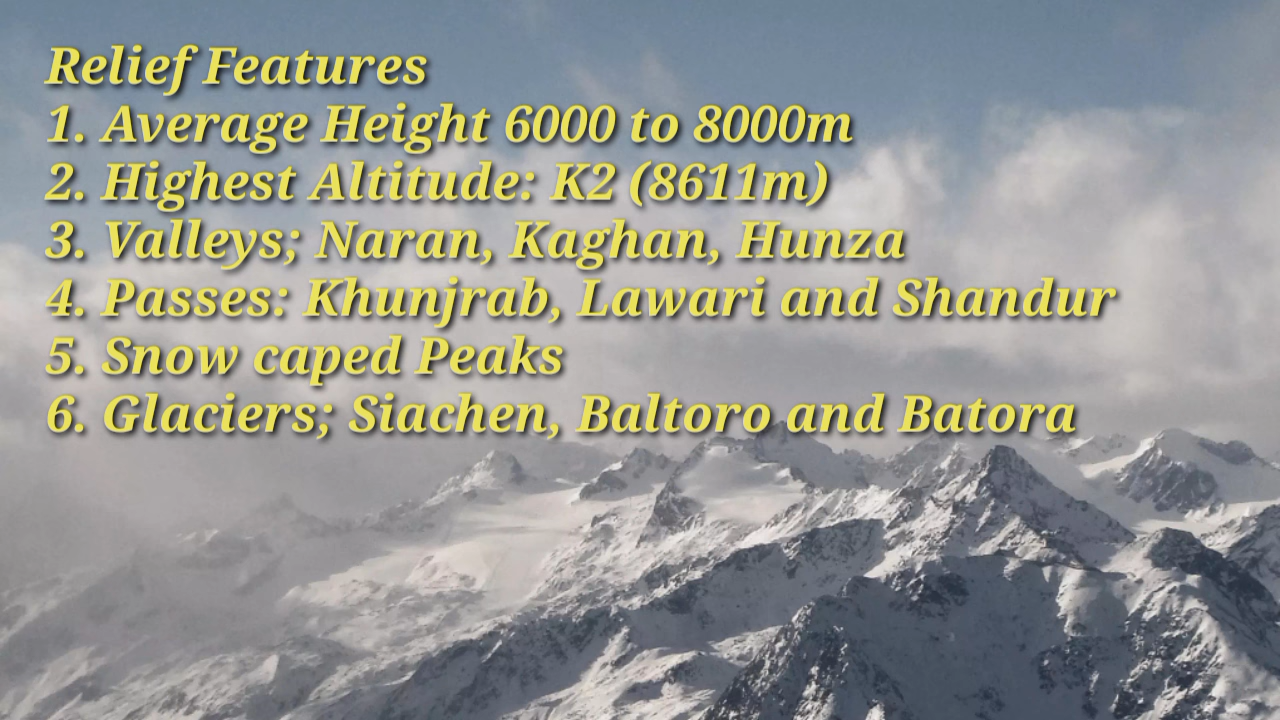 Relief Features
1. Average Height 6000 to 8000m
2. Highest Altitude: K2 (8611m)
3. Valleys; Naran, Kaghan, Hunza
4. Passes: Khunjrab, Lawari and Shandur
5. Snow caped Peaks
6. Glaciers; Siachen, Baltoro and Batora